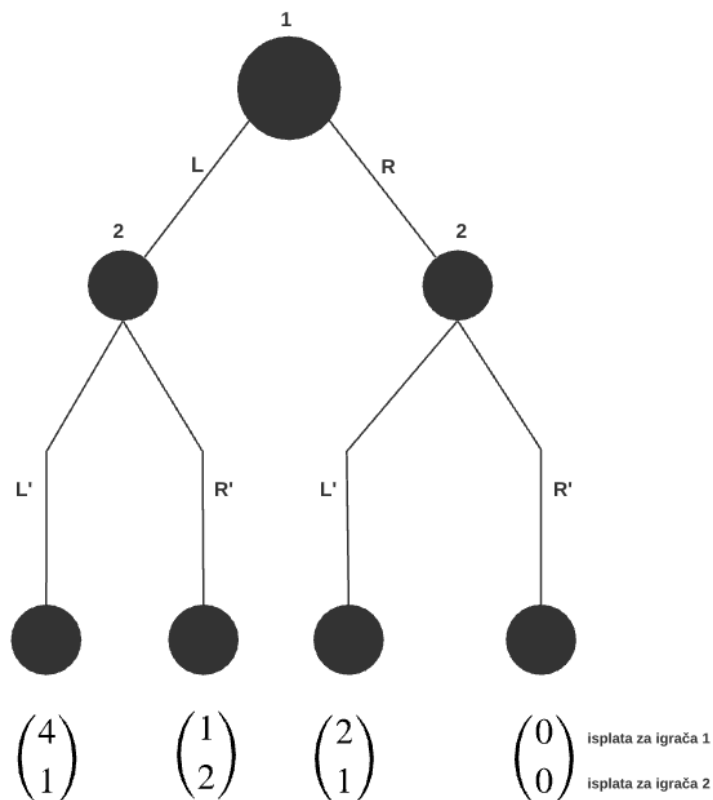 1
L R
2 2
L' R' L' R'
4 1 2 0 isplata za igrača 1
1 2 1 0 isplata za igrača 2